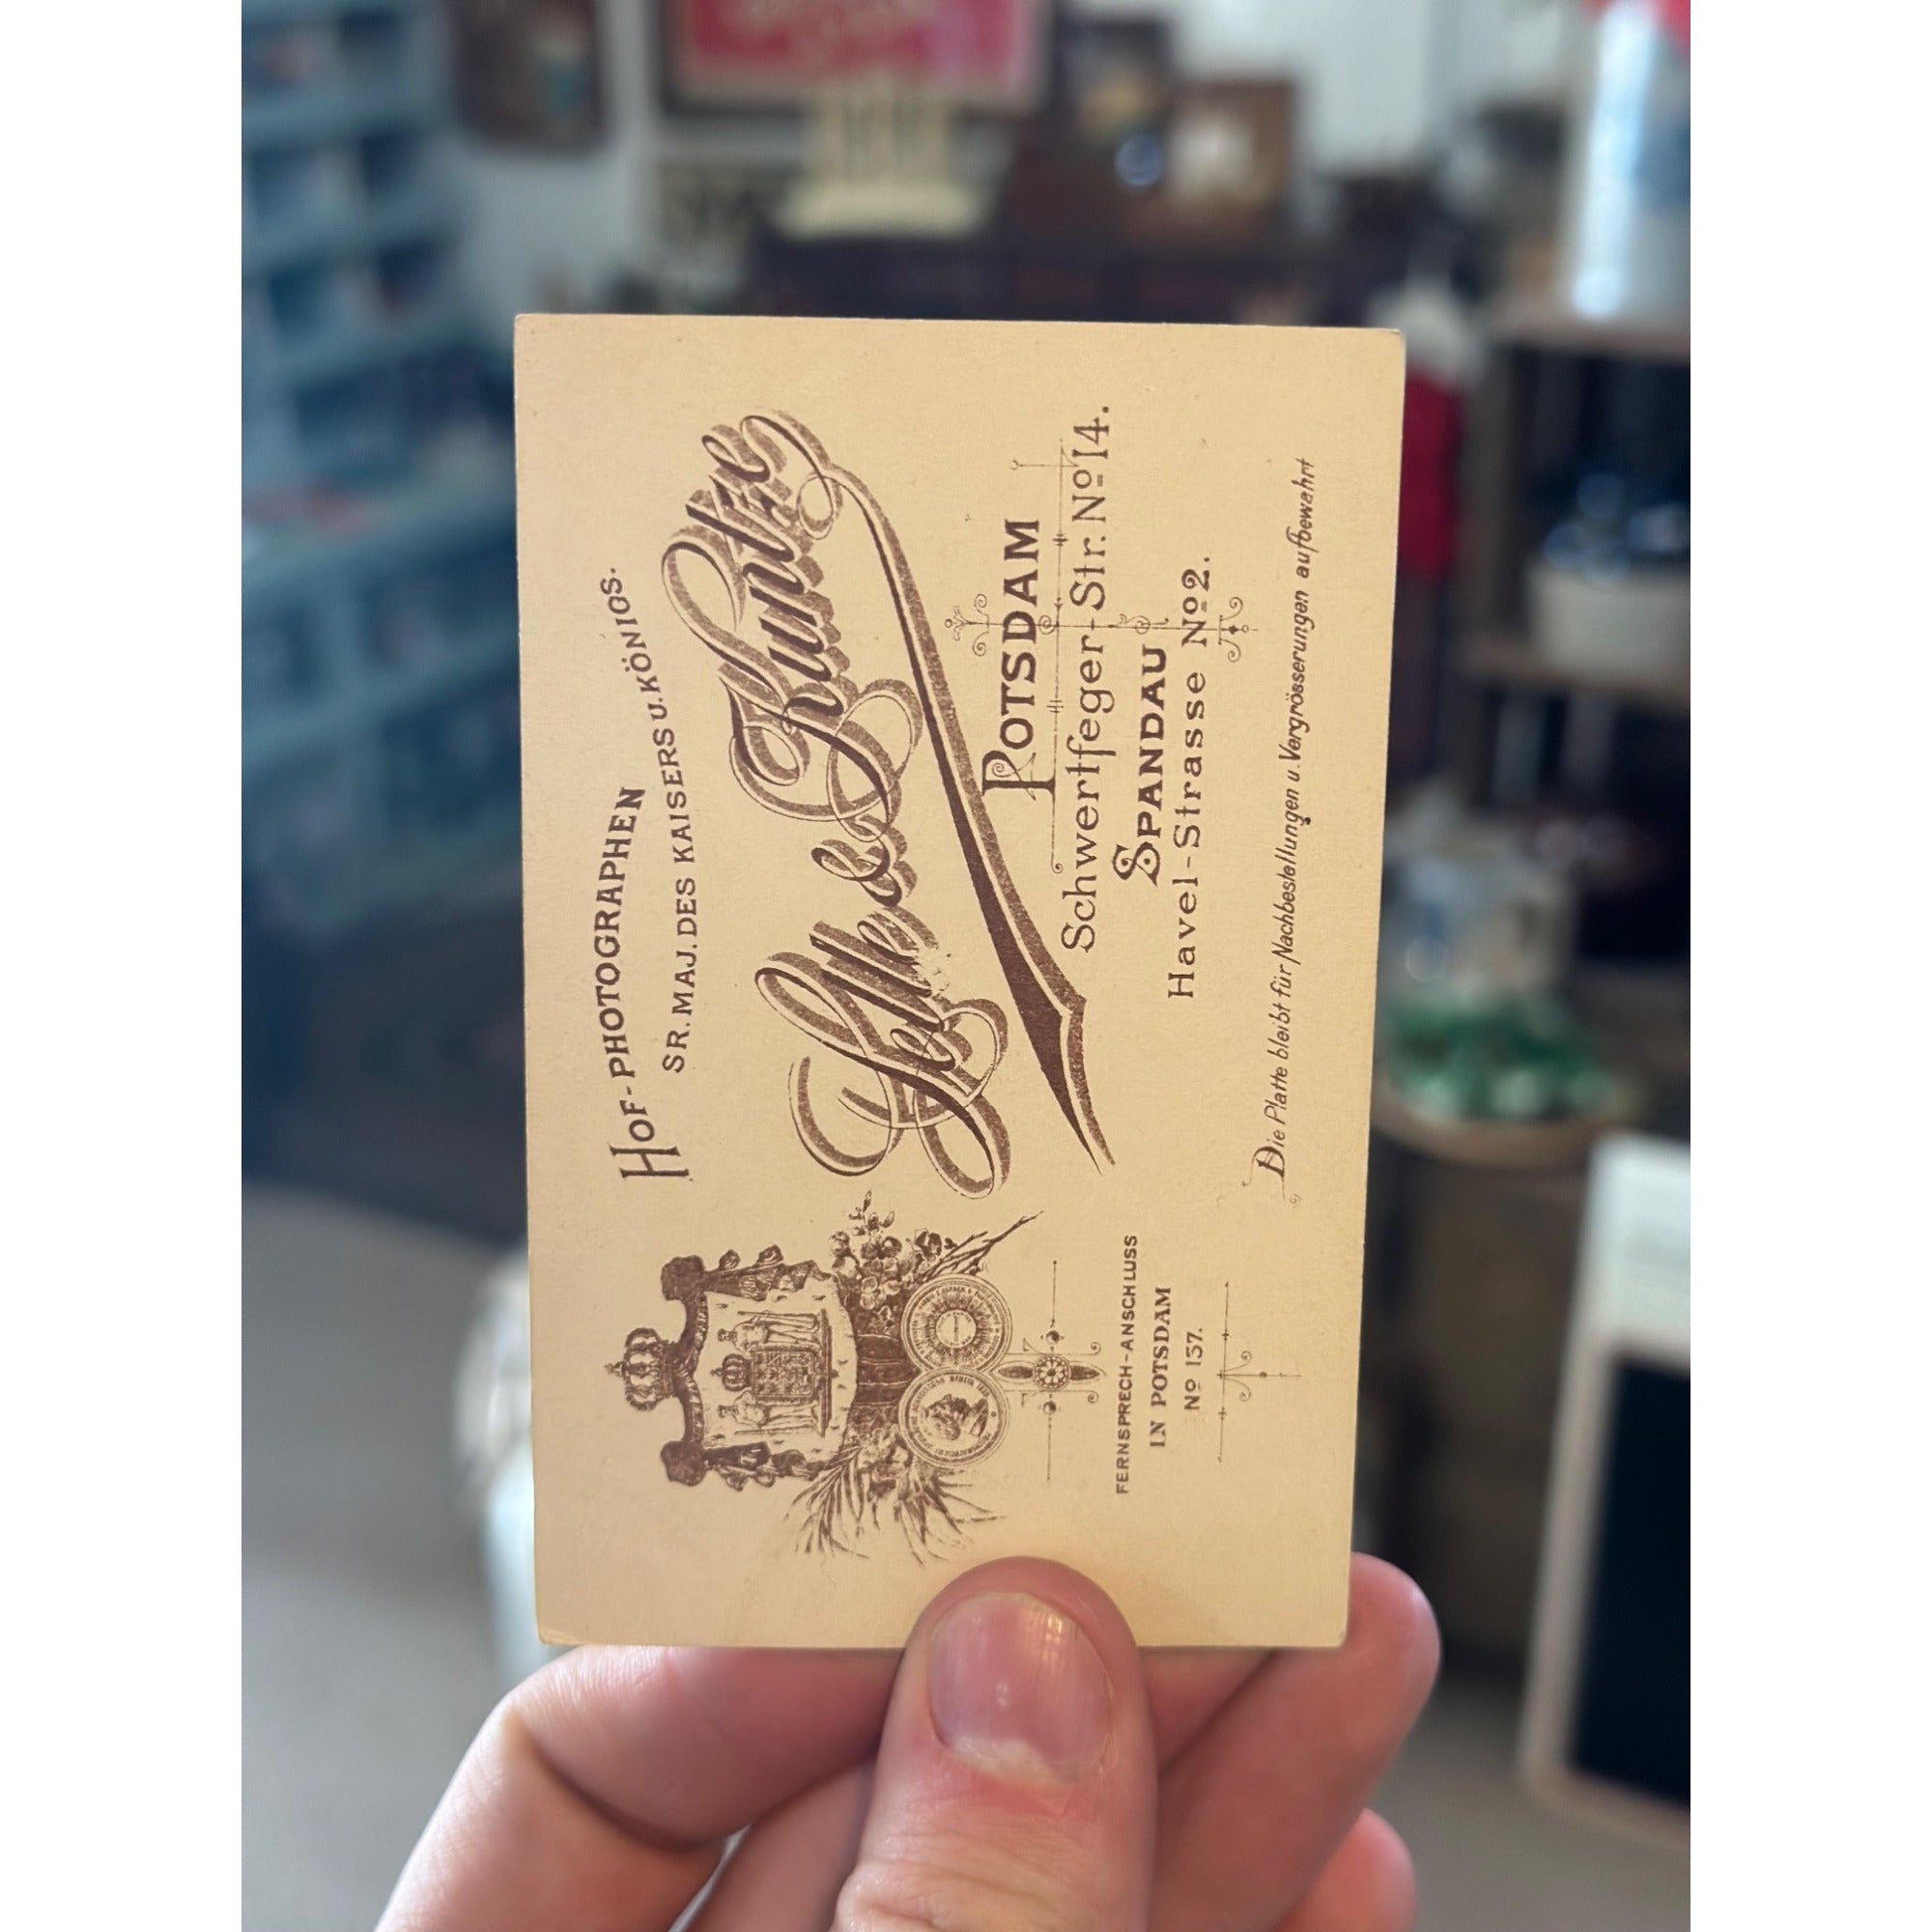 HOF-PHOTOGRAPHEN
SR. MAJ. DES KAISERS U. KÖNIGS.
Selle & Kuntze
POTSDAM
Schwertfeger-Str. No 14.
SPANDAU
Havel-Strasse No 2.
FERNSPRECH-ANSCHLUSS
IN POTSDAM
No 137.
Die Platte bleibt für Nachbestellungen u. Vergrösserungen aufbewahrt